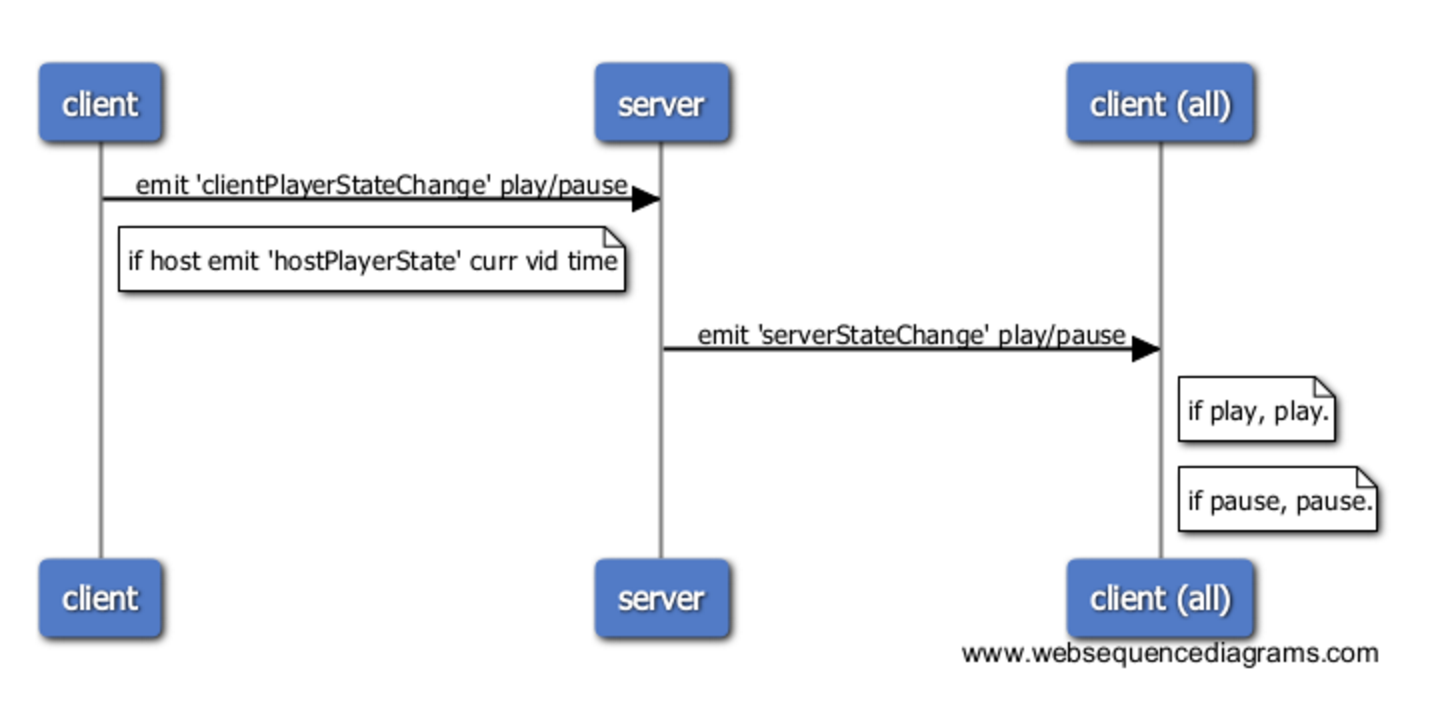 client
server
client (all)
emit 'clientPlayerStateChange' play/pause
if host emit 'hostPlayerState' curr vid time
emit 'serverStateChange' play/pause
if play, play.
if pause, pause.
client
server
client (all)
www.websequencediagrams.com